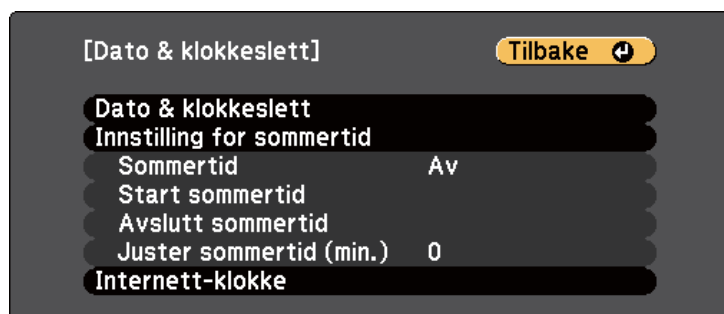 [Dato & klokkeslett] Tilbake
Dato & klokkeslett
Innstilling for sommertid
Sommertid Av
Start sommertid
Avslutt sommertid
Juster sommertid (min.) 0
Internett-klokke